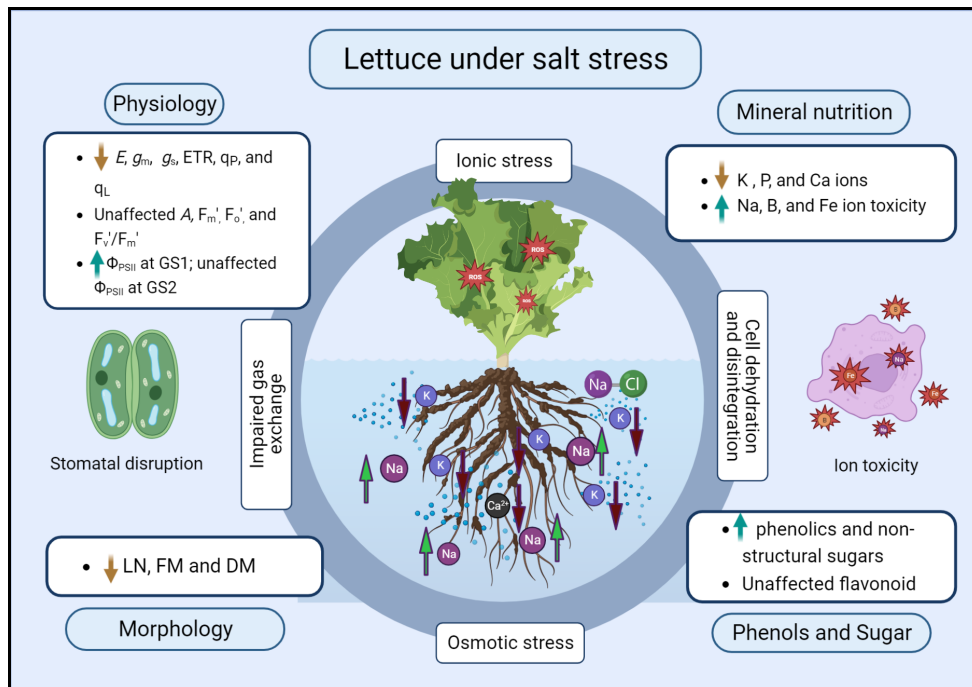 Lettuce under salt stress
Physiology
• E, gm, gs, ETR, qP, and
qL
• Unaffected A, Fm', Fo', and
Fv'/Fm'
• ΦPSII at GS1; unaffected
ΦPSII at GS2
Mineral nutrition
• K , P, and Ca ions
• Na, B, and Fe ion toxicity
Ionic stress
ROS
ROS
ROS
Impaired gas
exchange
Cell dehydration
and disintegration
Stomatal disruption
B
Na
Fe
Fe
B
Na
Ion toxicity
Na
Cl
K
K
K
Na
Na
K
K
Ca2+
Na
Na
• LN, FM and DM
Morphology
Osmotic stress
• phenolics and non-
structural sugars
• Unaffected flavonoid
Phenols and Sugar